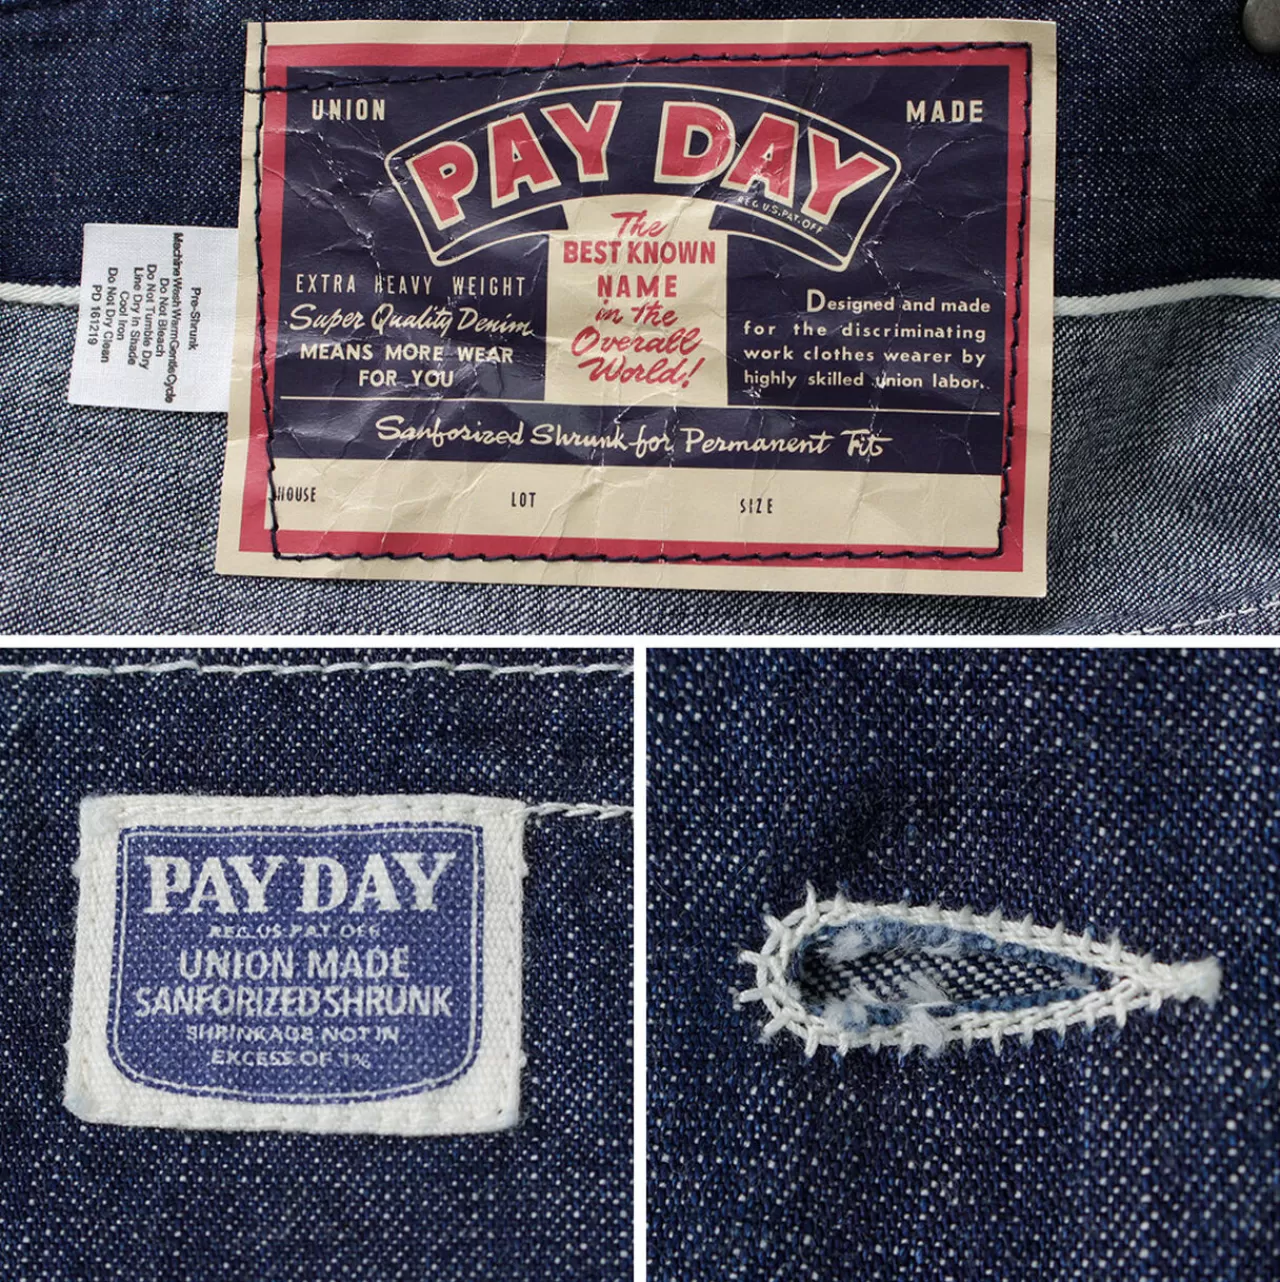 UNION MADE
PAY DAY
REG. U.S. PAT. OFF
The
BEST KNOWN
NAME
in the
Overall
World!
EXTRA HEAVY WEIGHT
Super Quality Denim
MEANS MORE WEAR
FOR YOU
Designed and made
for the discriminating
work clothes wearer by
highly skilled union labor.
Sanforized Shrunk for Permanent Fits
HOUSE LOT SIZE
Pre-Shrunk
Machine Wash Warm Gentle Cycle
Do Not Bleach
Do Not Tumble Dry
Line Dry In Shade
Cool Iron
Do Not Dry Clean
PD 161219
PAY DAY
REG. US. PAT OFF
UNION MADE
SANFORIZED SHRUNK
SHRINKAGE NOT IN
EXCESS OF 1%